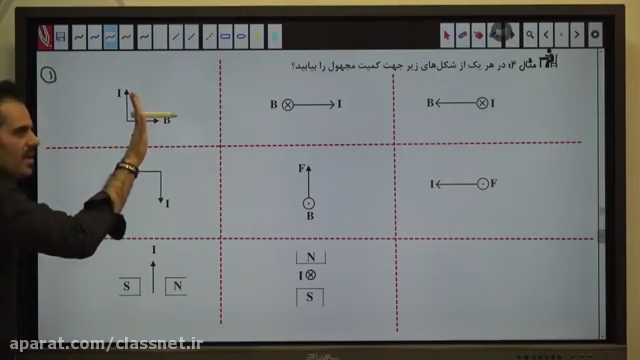 مثال ۴: در هر یک از شکل‌های زیر جهت کمیت مجهول را بیابید؟
①
I
B
B ⊗ I
B ⊗ I
I
F
B
I ⊙ F
I
S N
N
I ⊗
S
aparat.com/classnet.ir